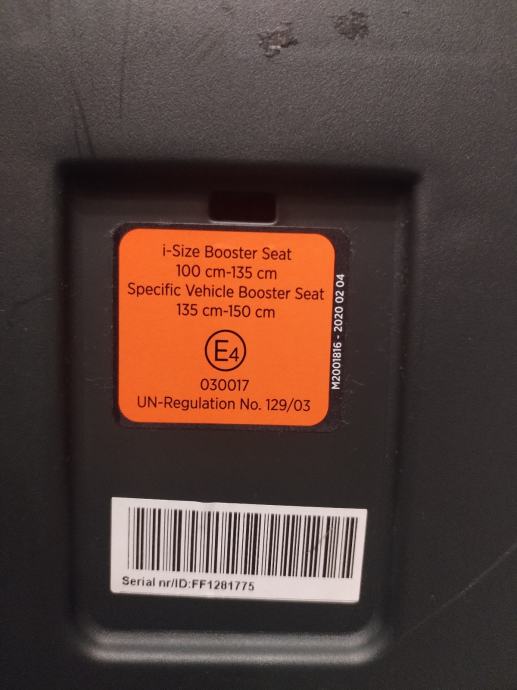 i-Size Booster Seat
100 cm-135 cm
Specific Vehicle Booster Seat
135 cm-150 cm
E4
030017
UN-Regulation No. 129/03
M2001816 - 2020 02 04
Serial nr/ID:FF1281775